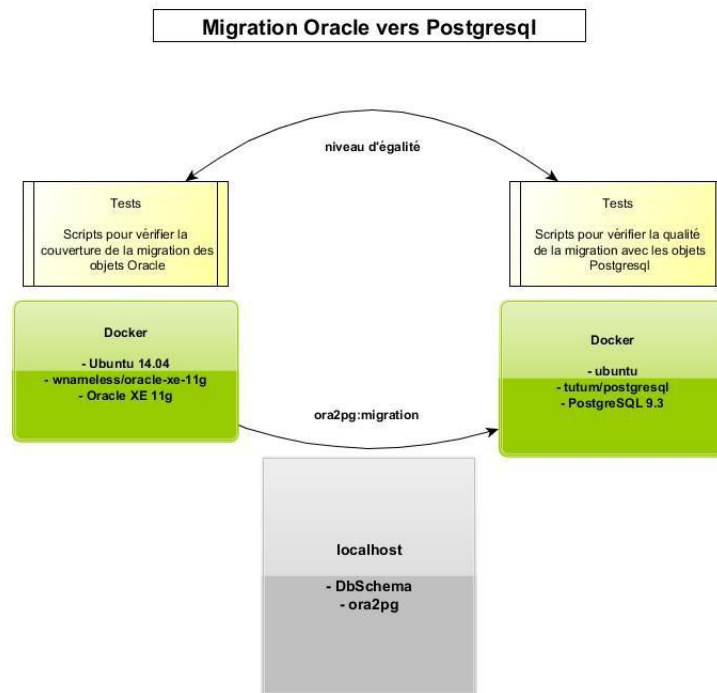 Migration Oracle vers Postgresql
niveau d'égalité
Tests
Scripts pour vérifier la
couverture de la migration des
objets Oracle
Tests
Scripts pour vérifier la qualité
de la migration avec les objets
Postgresql
Docker
- Ubuntu 14.04
- wnameless/oracle-xe-11g
- Oracle XE 11g
Docker
- ubuntu
- tutum/postgresql
- PostgreSQL 9.3
ora2pg:migration
localhost
- DbSchema
- ora2pg